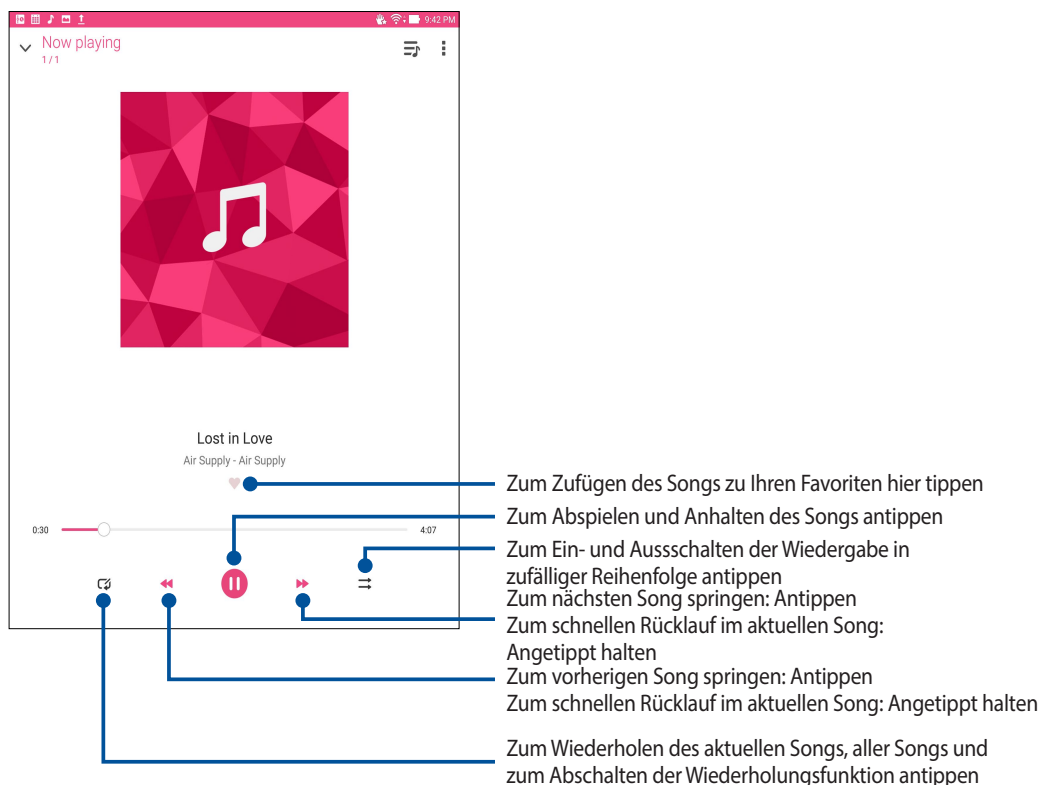 9:42 PM
Now playing
1 / 1
Lost in Love
Air Supply - Air Supply
0:30
4:07
Zum Zufügen des Songs zu Ihren Favoriten hier tippen
Zum Abspielen und Anhalten des Songs antippen
Zum Ein- und Aussschalten der Wiedergabe in
zufälliger Reihenfolge antippen
Zum nächsten Song springen: Antippen
Zum schnellen Rücklauf im aktuellen Song:
Angetippt halten
Zum vorherigen Song springen: Antippen
Zum schnellen Rücklauf im aktuellen Song: Angetippt halten
Zum Wiederholen des aktuellen Songs, aller Songs und
zum Abschalten der Wiederholungsfunktion antippen